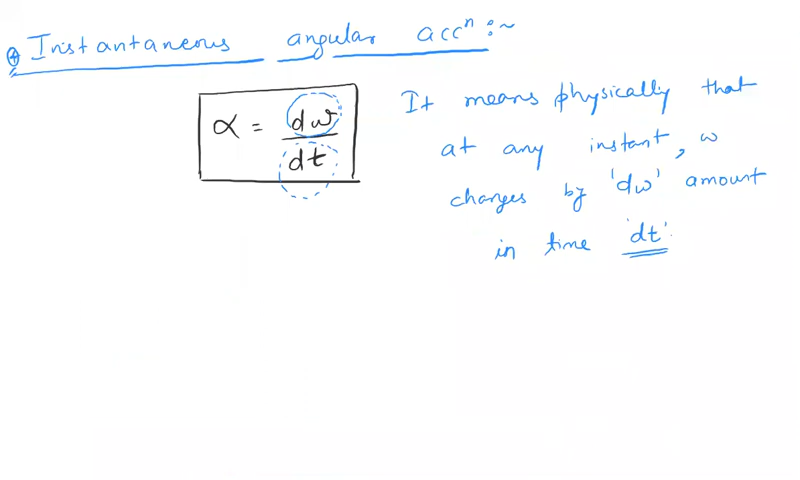 Instantaneous angular accⁿ :~
α = dω/dt
It means physically that
at any instant, ω
changes by 'dω' amount
in time 'dt'.